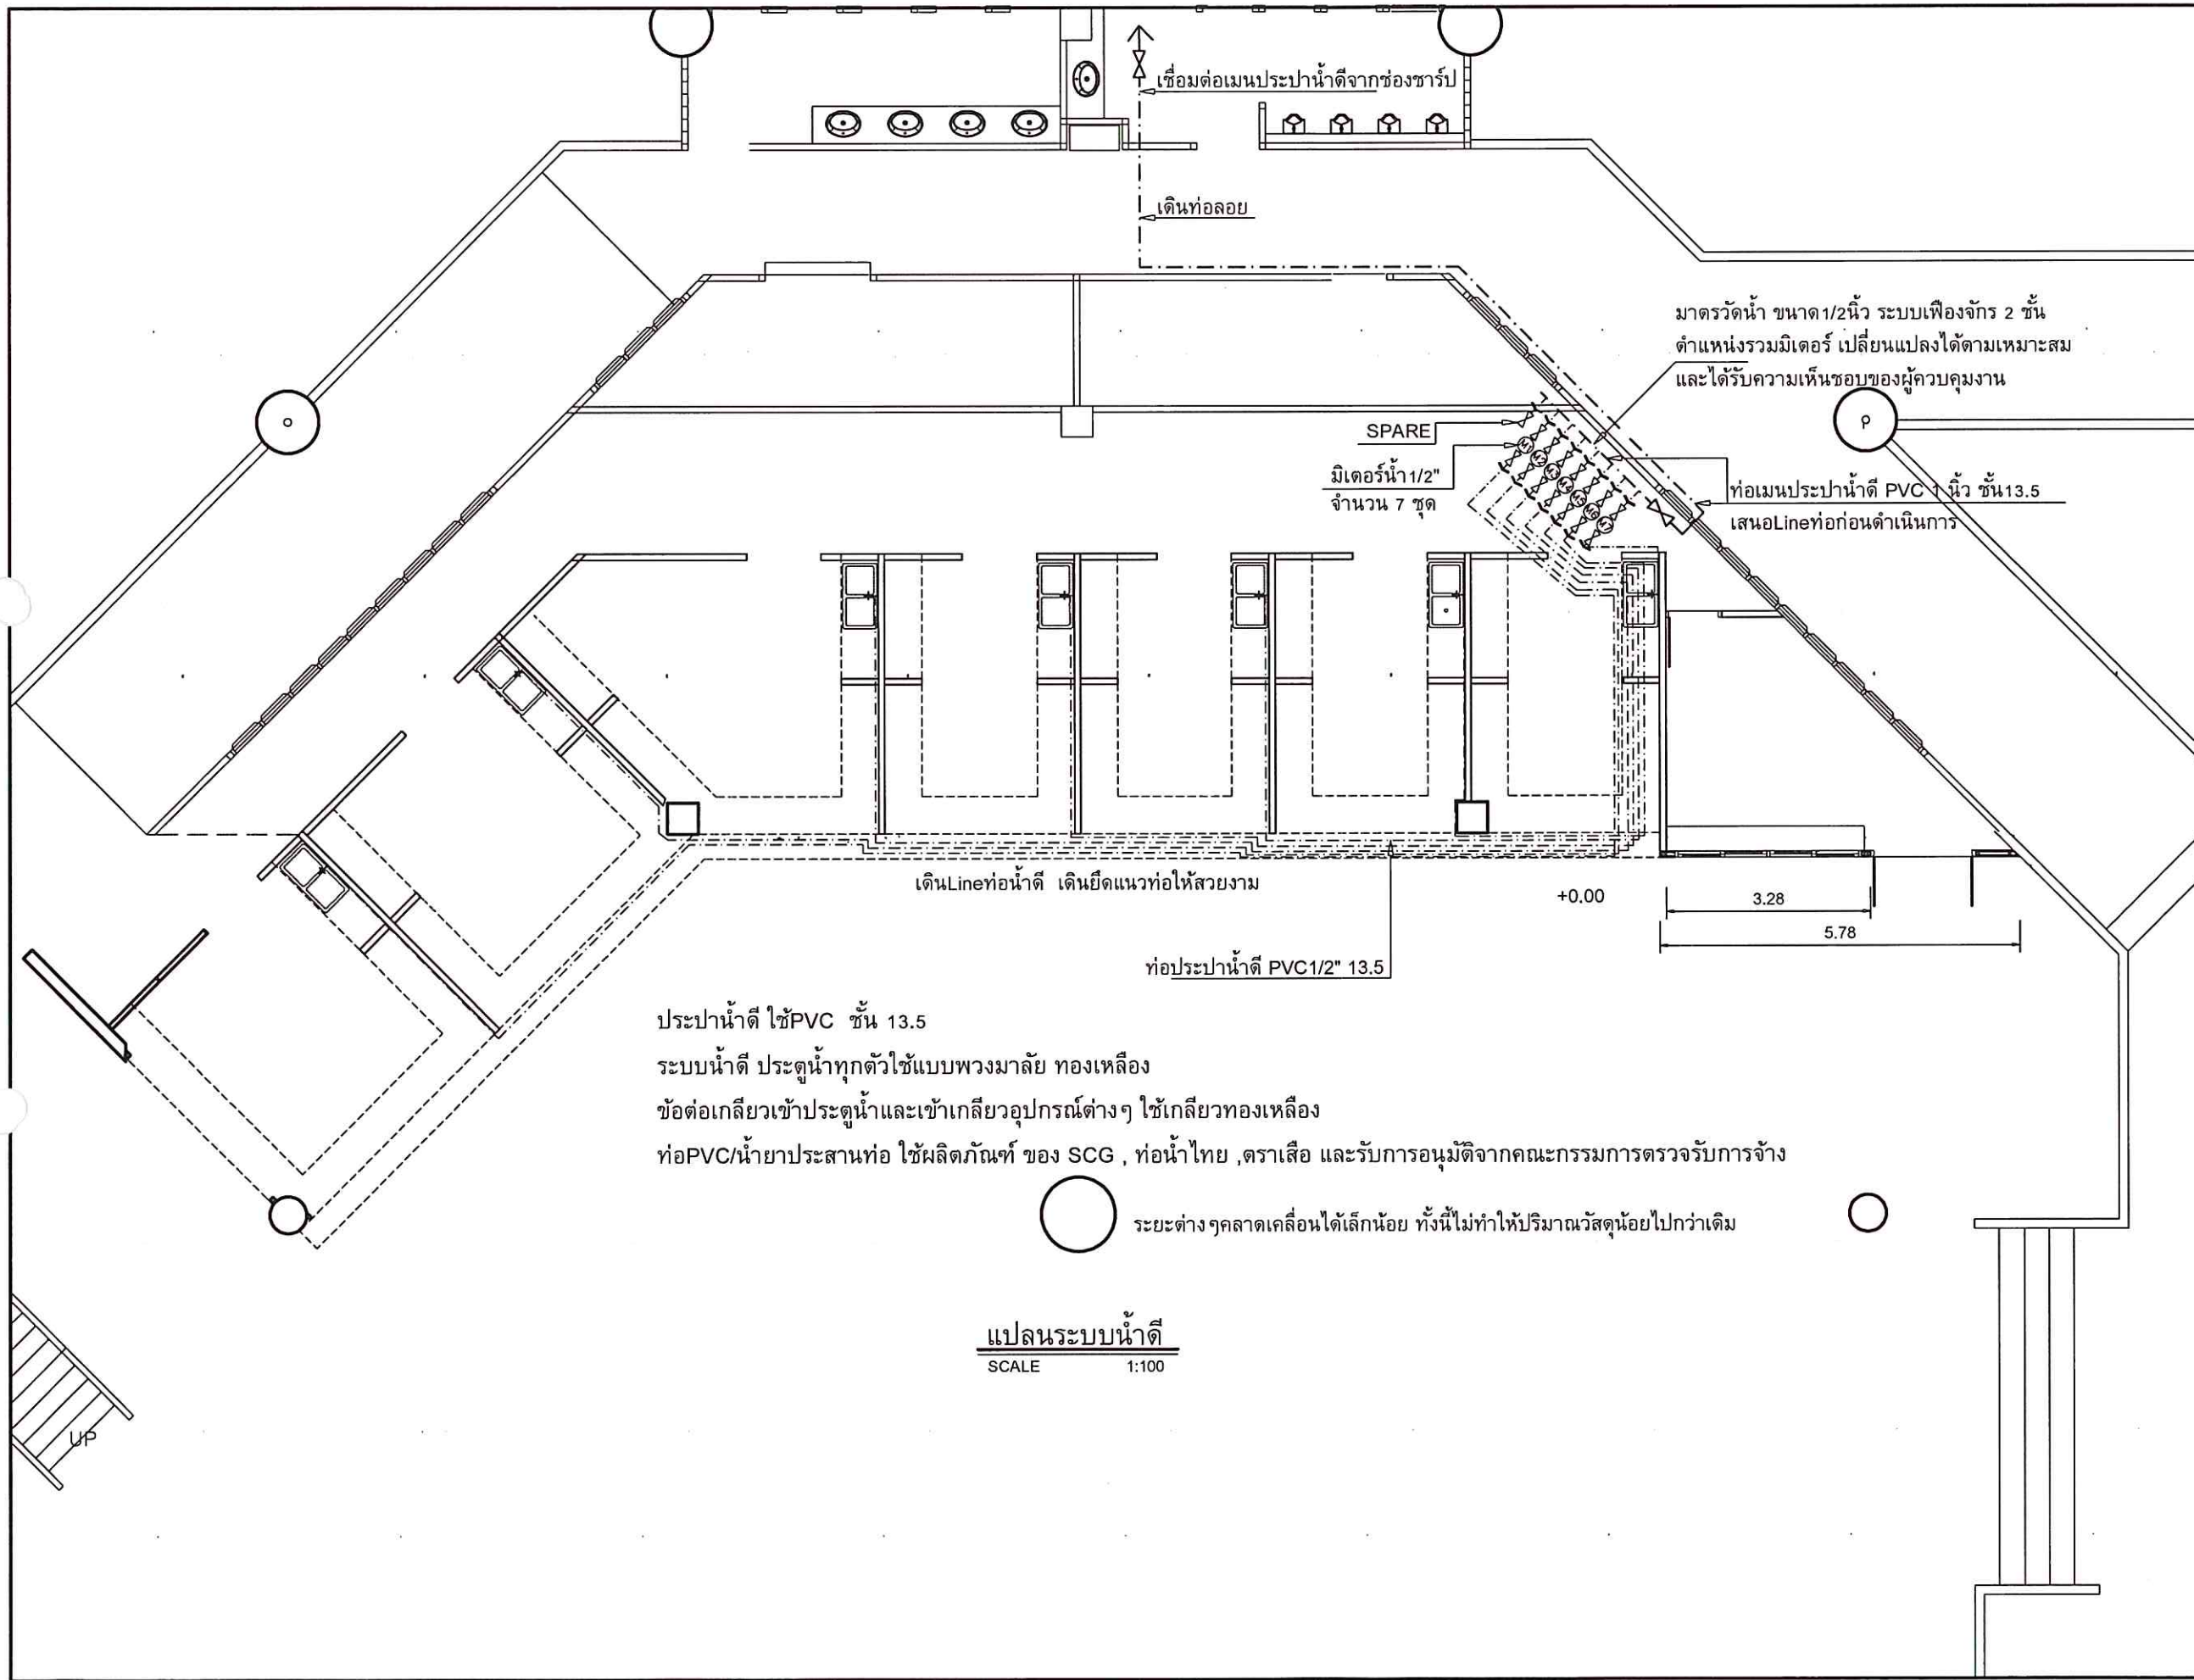 เชื่อมต่อเมนประปาน้ำดีจากช่องชาร์ป
เดินท่อลอย
มาตรวัดน้ำ ขนาด1/2นิ้ว ระบบเฟืองจักร 2 ชั้น
ตำแหน่งรวมมิเตอร์ เปลี่ยนแปลงได้ตามเหมาะสม
และได้รับความเห็นชอบของผู้ควบคุมงาน
SPARE
มิเตอร์น้ำ1/2"
จำนวน 7 ชุด
M1
M2
M3
M4
M5
M6
M7
ท่อเมนประปาน้ำดี PVC 1 นิ้ว ชั้น13.5
เสนอLineท่อก่อนดำเนินการ
เดินLineท่อน้ำดี เดินยึดแนวท่อให้สวยงาม
+0.00
3.28
5.78
ท่อประปาน้ำดี PVC1/2" 13.5
ประปาน้ำดี ใช้PVC ชั้น 13.5
ระบบน้ำดี ประตูน้ำทุกตัวใช้แบบพวงมาลัย ทองเหลือง
ข้อต่อเกลียวเข้าประตูน้ำและเข้าเกลียวอุปกรณ์ต่างๆ ใช้เกลียวทองเหลือง
ท่อPVC/น้ำยาประสานท่อ ใช้ผลิตภัณฑ์ ของ SCG , ท่อน้ำไทย ,ตราเสือ และรับการอนุมัติจากคณะกรรมการตรวจรับการจ้าง
ระยะต่างๆคลาดเคลื่อนได้เล็กน้อย ทั้งนี้ไม่ทำให้ปริมาณวัสดุน้อยไปกว่าเดิม
แปลนระบบน้ำดี
SCALE 1:100
UP